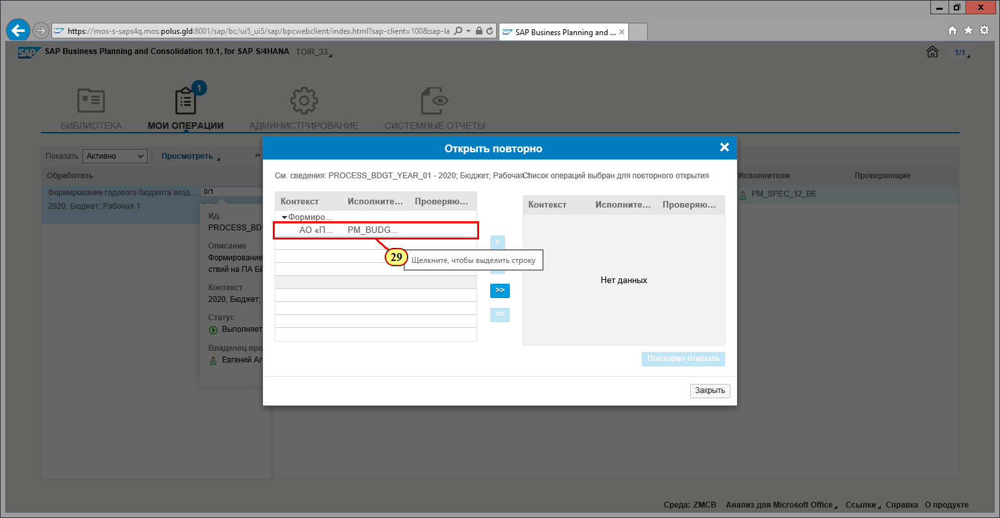 https://mos-s-saps4q.mos.polus.gld:8001/sap/bc/ui5_ui5/sap/bpcwebclient/index.html?sap-client=100&sap-la
SAP Business Planning and ...
SAP Business Planning and Consolidation 10.1, for SAP S/4HANA TOIR_33
1/1
1
БИБЛИОТЕКА МОИ ОПЕРАЦИИ АДМИНИСТРИРОВАНИЕ СИСТЕМНЫЕ ОТЧЕТЫ
Показать Активно Просмотреть »
Обработать
Формирование годового бюджета возд... 0/1
2020; Бюджет; Рабочая 1
Ид.
PROCESS_BD
Описание
Формирование
ствий на ПА БЕ
Контекст
2020; Бюджет;
Статус
Выполняет
Владелец про
Евгений Ал
Открыть повторно
См. сведения: PROCESS_BDGT_YEAR_01 - 2020; Бюджет; Рабочая 1
Список операций выбран для повторного открытия
Контекст Исполните... Проверяю...
Формиро...
АО «П... PM_BUDG...
29
Щелкните, чтобы выделить строку
>
>>
<<
Контекст Исполните... Проверяю...
Нет данных
Повторно открыть
Закрыть
Исполнители Проверяющие
PM_SPEC_12_BE
Среда: ZMCB Анализ для Microsoft Office Ссылки Справка О продукте